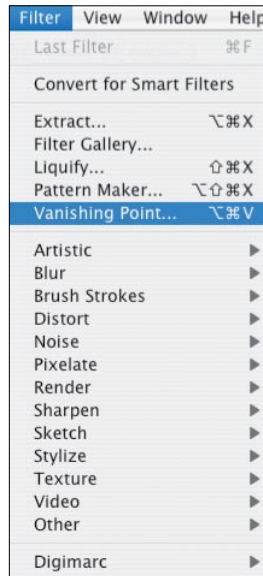 Filter View Window Help
Last Filter ⌘F
Convert for Smart Filters
Extract... ⌥⌘X
Filter Gallery...
Liquify... ⇧⌘X
Pattern Maker... ⌥⇧⌘X
Vanishing Point... ⌥⌘V
Artistic ▶
Blur ▶
Brush Strokes ▶
Distort ▶
Noise ▶
Pixelate ▶
Render ▶
Sharpen ▶
Sketch ▶
Stylize ▶
Texture ▶
Video ▶
Other ▶
Digimarc ▶